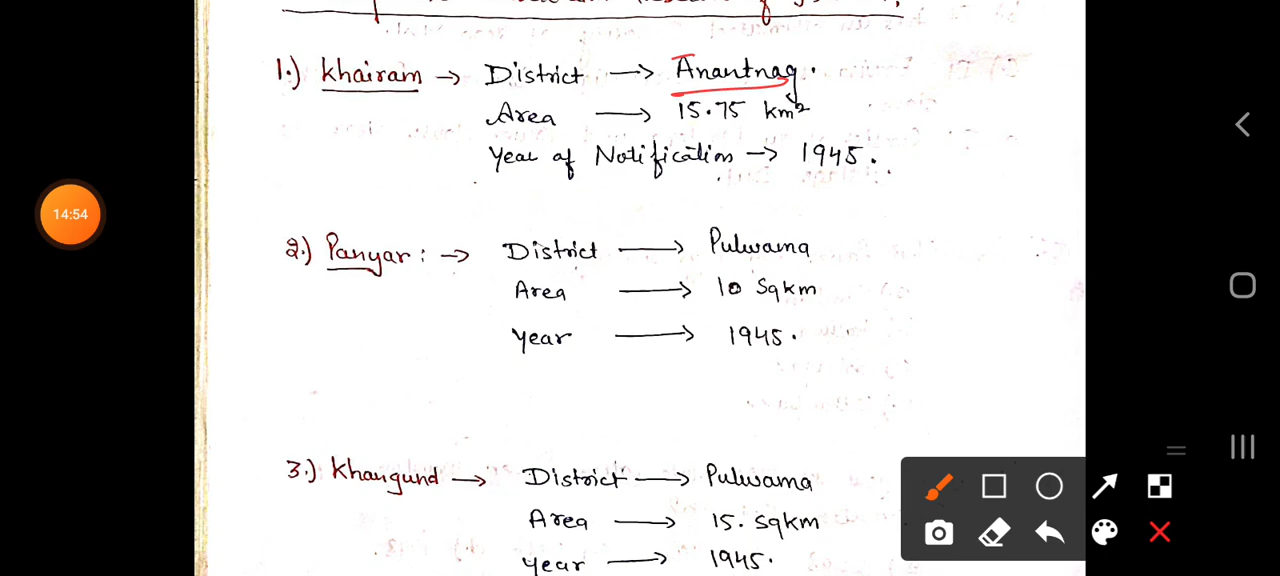 1.) Khairam → District → Anantnag.
Area → 15.75 km²
Year of Notification → 1945.
14:54
2.) Panyar : → District → Pulwama
Area → 10 Sqkm
Year → 1945.
3.) Khangund → District → Pulwama
Area → 15. sqkm
Year → 1945.